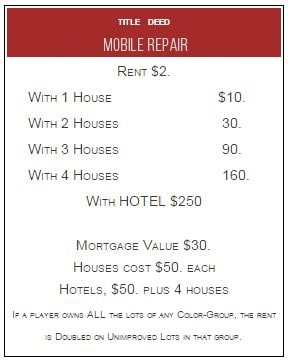 TITLE DEED
MOBILE REPAIR
RENT $2.
WITH 1 HOUSE $10.
WITH 2 HOUSES 30.
WITH 3 HOUSES 90.
WITH 4 HOUSES 160.
WITH HOTEL $250
MORTGAGE VALUE $30.
HOUSES COST $50. EACH
HOTELS, $50. PLUS 4 HOUSES
IF A PLAYER OWNS ALL THE LOTS OF ANY COLOR-GROUP, THE RENT
IS DOUBLED ON UNIMPROVED LOTS IN THAT GROUP.